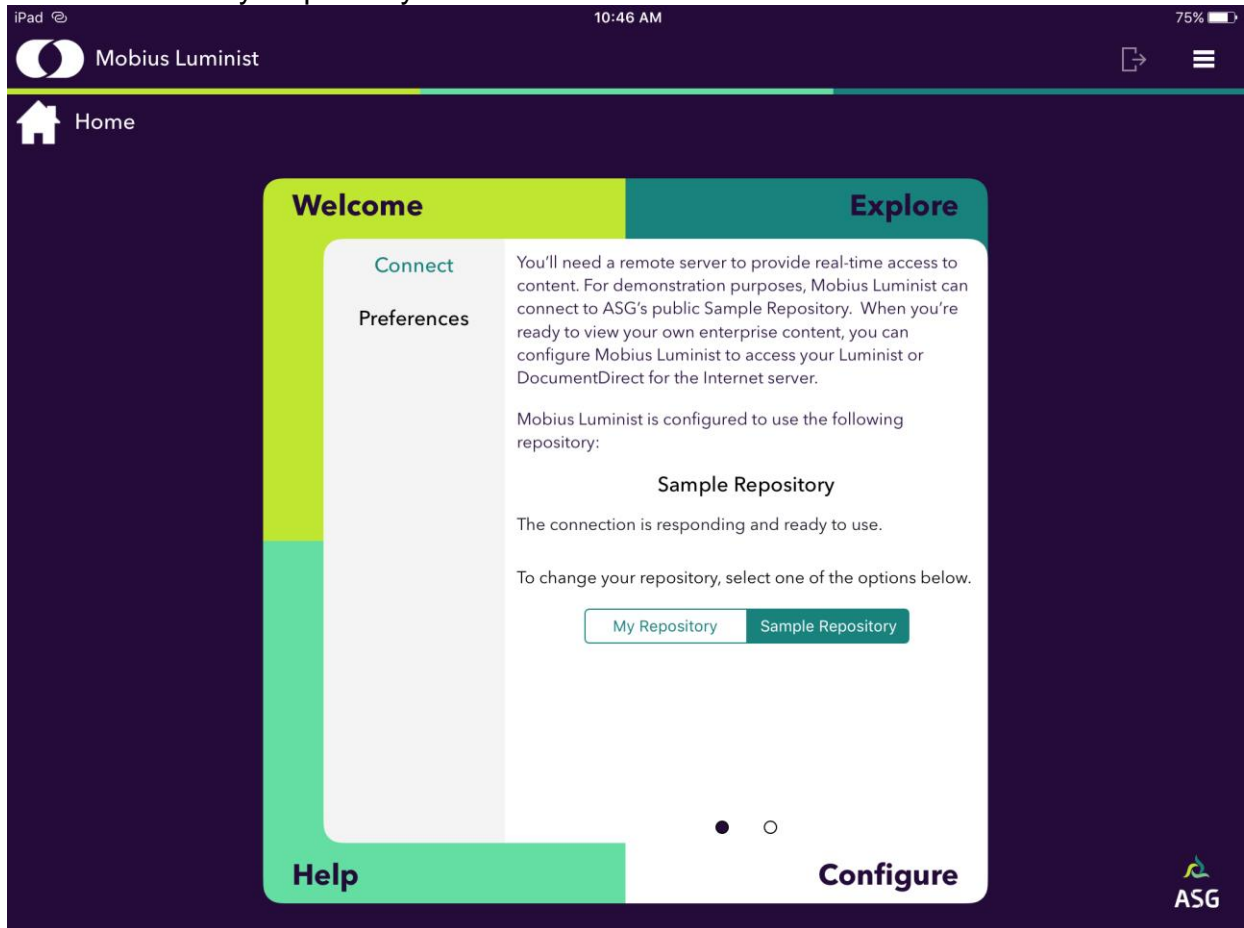 iPad 10:46 AM 75%
Mobius Luminist
Home
Welcome Explore
Connect
Preferences
You'll need a remote server to provide real-time access to
content. For demonstration purposes, Mobius Luminist can
connect to ASG's public Sample Repository. When you're
ready to view your own enterprise content, you can
configure Mobius Luminist to access your Luminist or
DocumentDirect for the Internet server.
Mobius Luminist is configured to use the following
repository:
Sample Repository
The connection is responding and ready to use.
To change your repository, select one of the options below.
My Repository Sample Repository
Help Configure
ASG